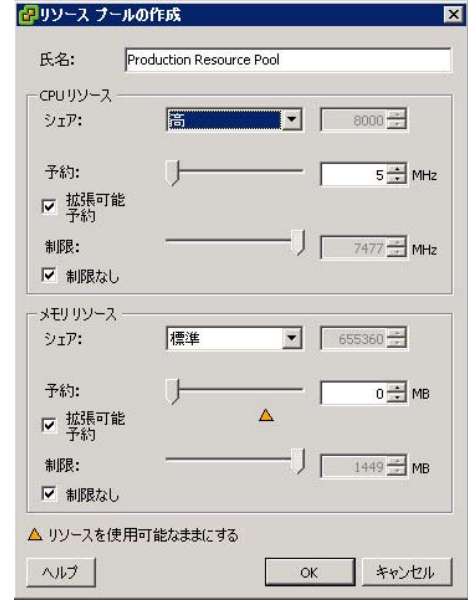 リソース プールの作成
氏名: Production Resource Pool
CPUリソース
シェア: 高 8000
予約: 5 MHz
拡張可能
予約
制限: 7477 MHz
制限なし
メモリ リソース
シェア: 標準 655360
予約: 0 MB
拡張可能
予約
制限: 1449 MB
制限なし
リソースを使用可能なままにする
ヘルプ OK キャンセル